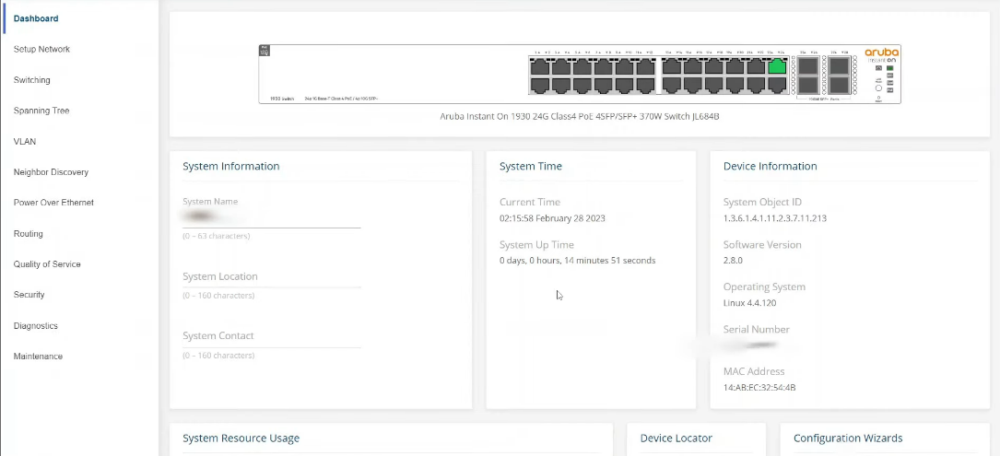 Dashboard
Setup Network
Switching
Spanning Tree
VLAN
Neighbor Discovery
Power Over Ethernet
Routing
Quality of Service
Security
Diagnostics
Maintenance
aruba
instant on
1930 Switch
Aruba Instant On 1930 24G Class4 PoE 4SFP/SFP+ 370W Switch JL684B
System Information
System Name
(0 – 63 characters)
System Location
(0 – 160 characters)
System Contact
(0 – 160 characters)
System Time
Current Time
02:15:58 February 28 2023
System Up Time
0 days, 0 hours, 14 minutes 51 seconds
Device Information
System Object ID
1.3.6.1.4.1.11.2.3.7.11.213
Software Version
2.8.0
Operating System
Linux 4.4.120
Serial Number
MAC Address
14:AB:EC:32:54:4B
System Resource Usage
Device Locator
Configuration Wizards